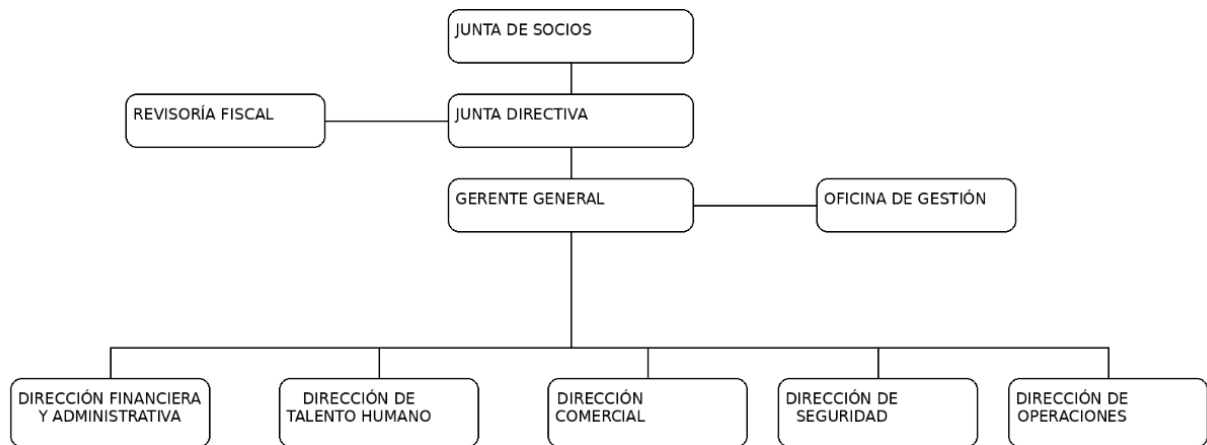 JUNTA DE SOCIOS
REVISORÍA FISCAL
JUNTA DIRECTIVA
GERENTE GENERAL
OFICINA DE GESTIÓN
DIRECCIÓN FINANCIERA
Y ADMINISTRATIVA
DIRECCIÓN DE
TALENTO HUMANO
DIRECCIÓN
COMERCIAL
DIRECCIÓN DE
SEGURIDAD
DIRECCIÓN DE
OPERACIONES